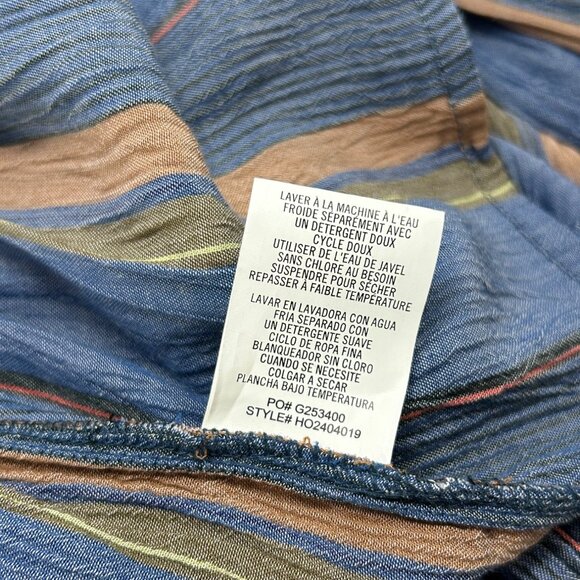 LAVER À LA MACHINE À L'EAU
FROIDE SÉPARÉMENT AVEC
UN DETERGENT DOUX
CYCLE DOUX
UTILISER DE L'EAU DE JAVEL
SANS CHLORE AU BESOIN
SUSPENDRE POUR SÉCHER
REPASSER À FAIBLE TEMPÉRATURE
LAVAR EN LAVADORA CON AGUA
FRIA SEPARADO CON
UN DETERGENTE SUAVE
CICLO DE ROPA FINA
BLANQUEADOR SIN CLORO
CUANDO SE NECESITE
COLGAR A SECAR
PLANCHA BAJO TEMPERATURA
PO# G253400
STYLE# HO2404019